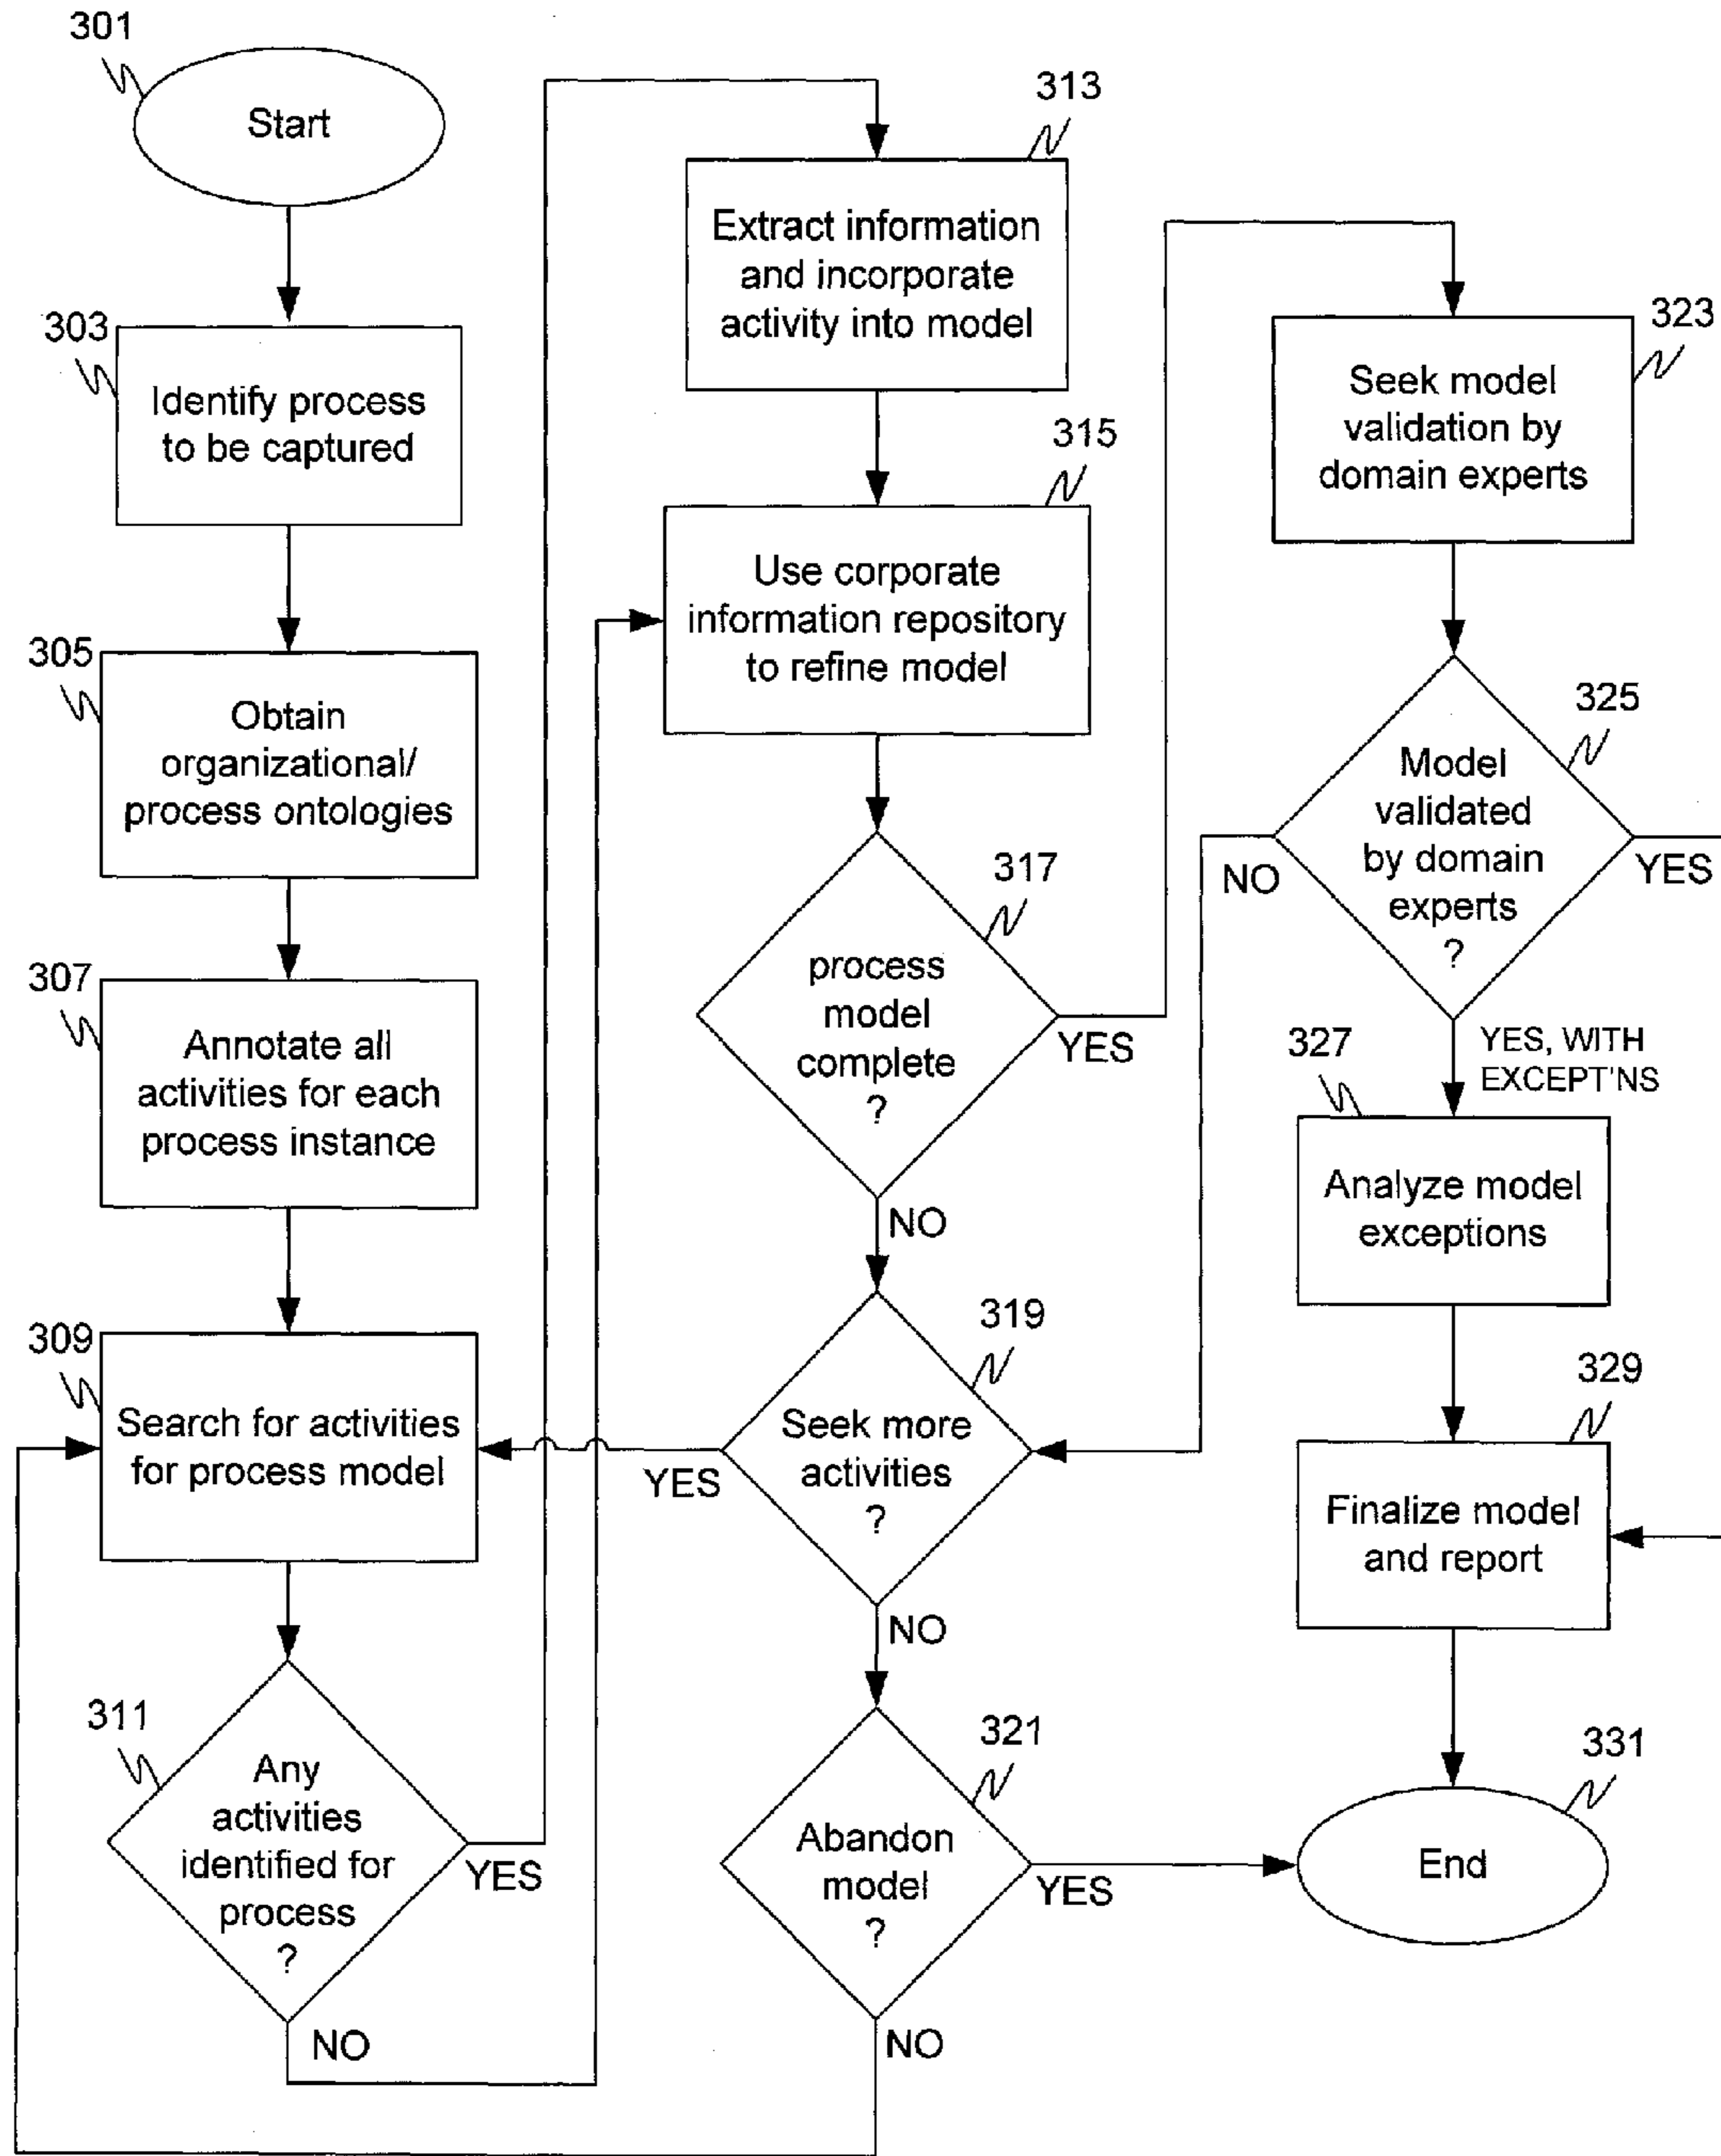 301
Start
303
Identify process
to be captured
305
Obtain
organizational/
process ontologies
307
Annotate all
activities for each
process instance
309
Search for activities
for process model
311
Any
activities
identified for
process
?
YES
NO
313
Extract information
and incorporate
activity into model
315
Use corporate
information repository
to refine model
317
process
model
complete
?
YES
NO
319
Seek more
activities
?
YES
NO
321
Abandon
model
?
YES
NO
323
Seek model
validation by
domain experts
325
Model
validated
by domain
experts
?
NO
YES
YES, WITH
EXCEPT'NS
327
Analyze model
exceptions
329
Finalize model
and report
331
End